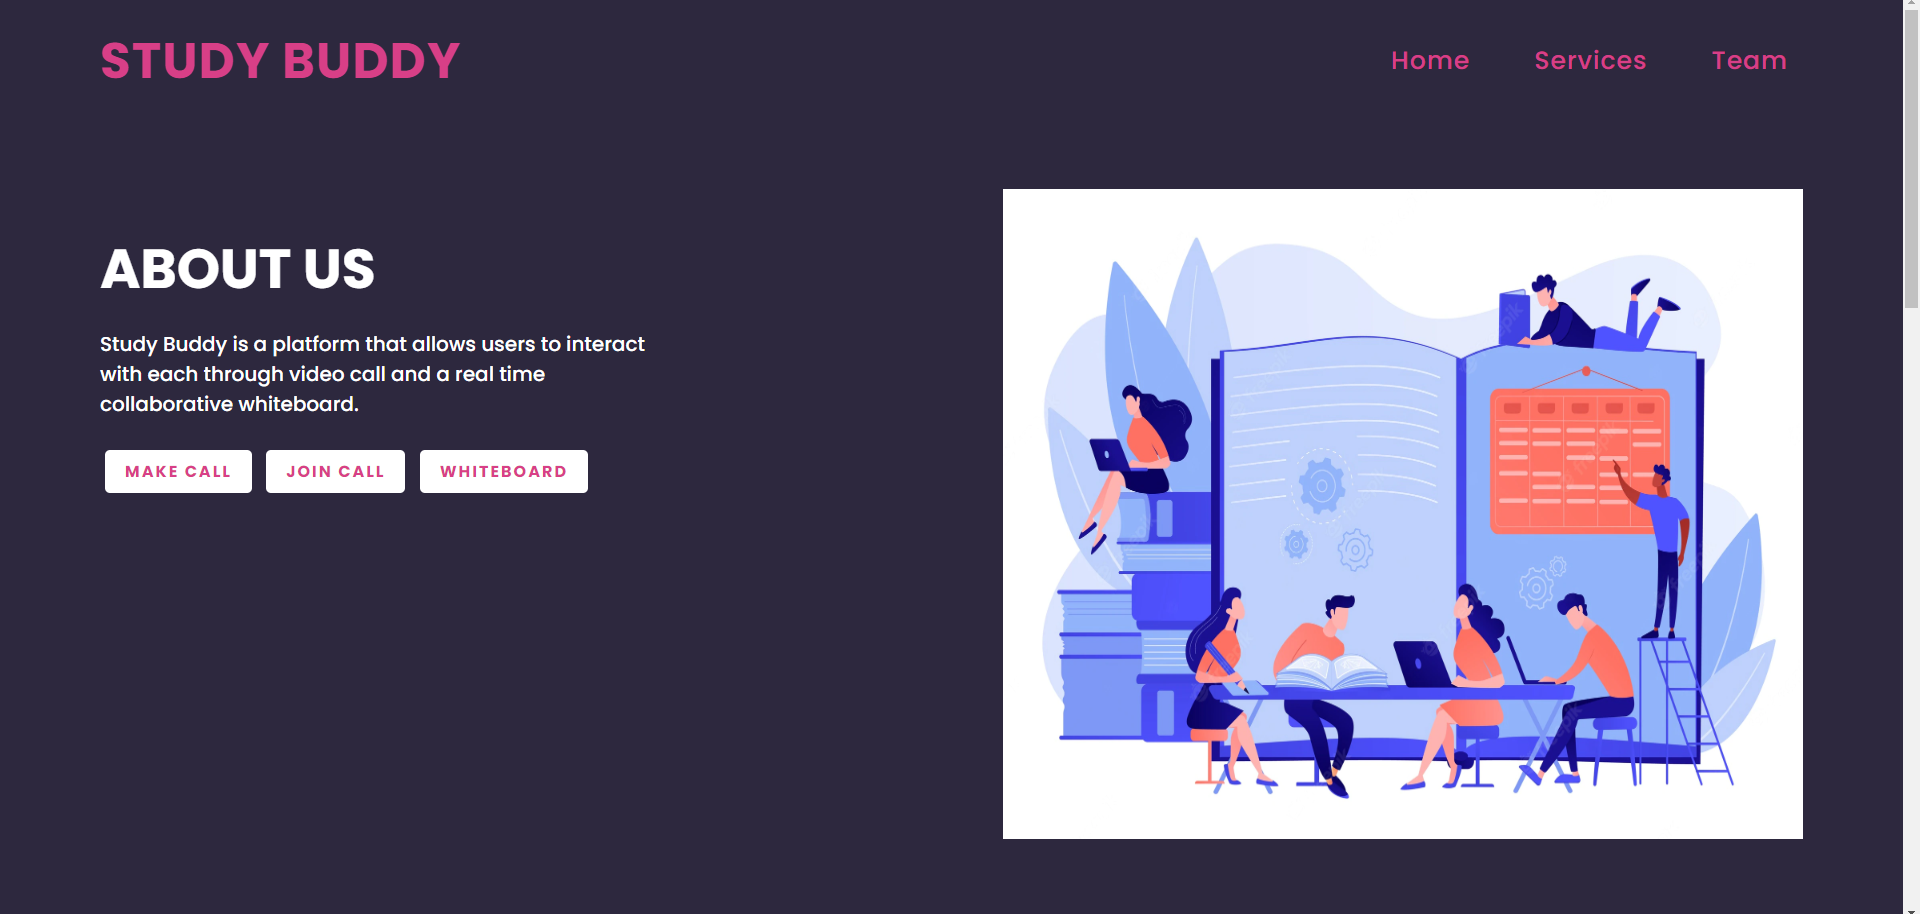 STUDY BUDDY
Home Services Team
ABOUT US
Study Buddy is a platform that allows users to interact
with each through video call and a real time
collaborative whiteboard.
MAKE CALL JOIN CALL WHITEBOARD